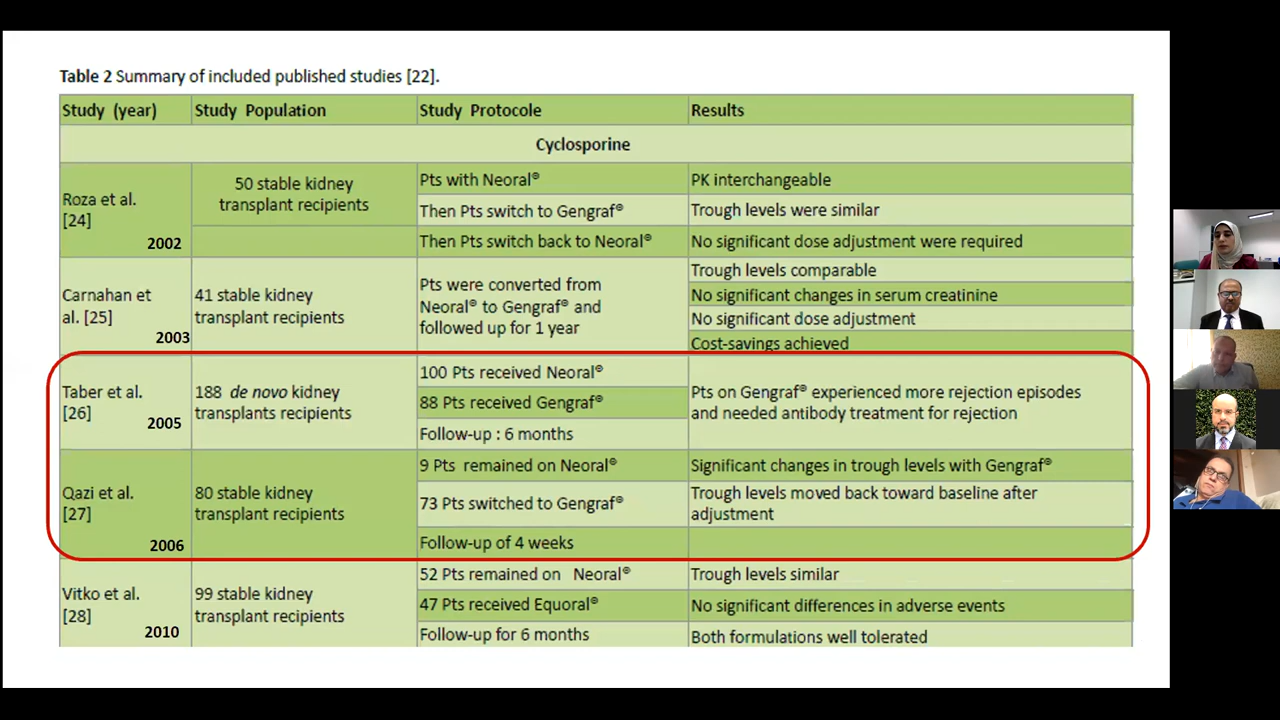 Table 2 Summary of included published studies [22].
Study (year) Study Population Study Protocole Results
Cyclosporine
Roza et al.
[24]
2002
50 stable kidney
transplant recipients
Pts with Neoral®
Then Pts switch to Gengraf®
Then Pts switch back to Neoral®
PK interchangeable
Trough levels were similar
No significant dose adjustment were required
Carnahan et
al. [25]
2003
41 stable kidney
transplant recipients
Pts were converted from
Neoral® to Gengraf® and
followed up for 1 year
Trough levels comparable
No significant changes in serum creatinine
No significant dose adjustment
Cost-savings achieved
Taber et al.
[26]
2005
188 de novo kidney
transplants recipients
100 Pts received Neoral®
88 Pts received Gengraf®
Follow-up : 6 months
Pts on Gengraf® experienced more rejection episodes
and needed antibody treatment for rejection
Qazi et al.
[27]
2006
80 stable kidney
transplant recipients
9 Pts remained on Neoral®
73 Pts switched to Gengraf®
Follow-up of 4 weeks
Significant changes in trough levels with Gengraf®
Trough levels moved back toward baseline after
adjustment
Vitko et al.
[28]
2010
99 stable kidney
transplant recipients
52 Pts remained on Neoral®
47 Pts received Equoral®
Follow-up for 6 months
Trough levels similar
No significant differences in adverse events
Both formulations well tolerated